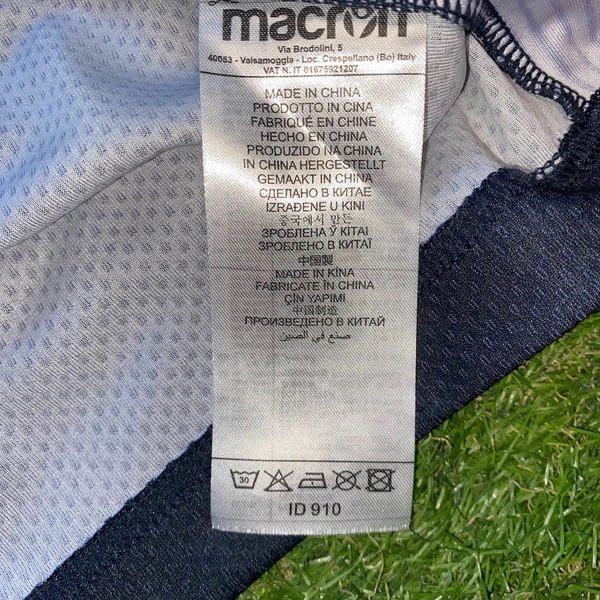 macron
Via Brodolini, 5
40053 - Valsamoggia - Loc. Crespellano (Bo) Italy
VAT N. IT 01675921207
MADE IN CHINA
PRODOTTO IN CINA
FABRIQUÉ EN CHINE
HECHO EN CHINA
PRODUZIDO NA CHINA
IN CHINA HERGESTELLT
GEMAAKT IN CHINA
СДЕЛАНО В КИТАЕ
IZRAĐENE U KINI
중국에서 만든
ЗРОБЛЕНА Ў КІТАІ
ЗРОБЛЕНО В КИТАЇ
中国製
MADE IN KÍNA
FABRICATE ÎN CHINA
ÇİN YAPIMI
中国制造
ПРОИЗВЕДЕНО В КИТАЙ
صنع في الصين
30
ID 910